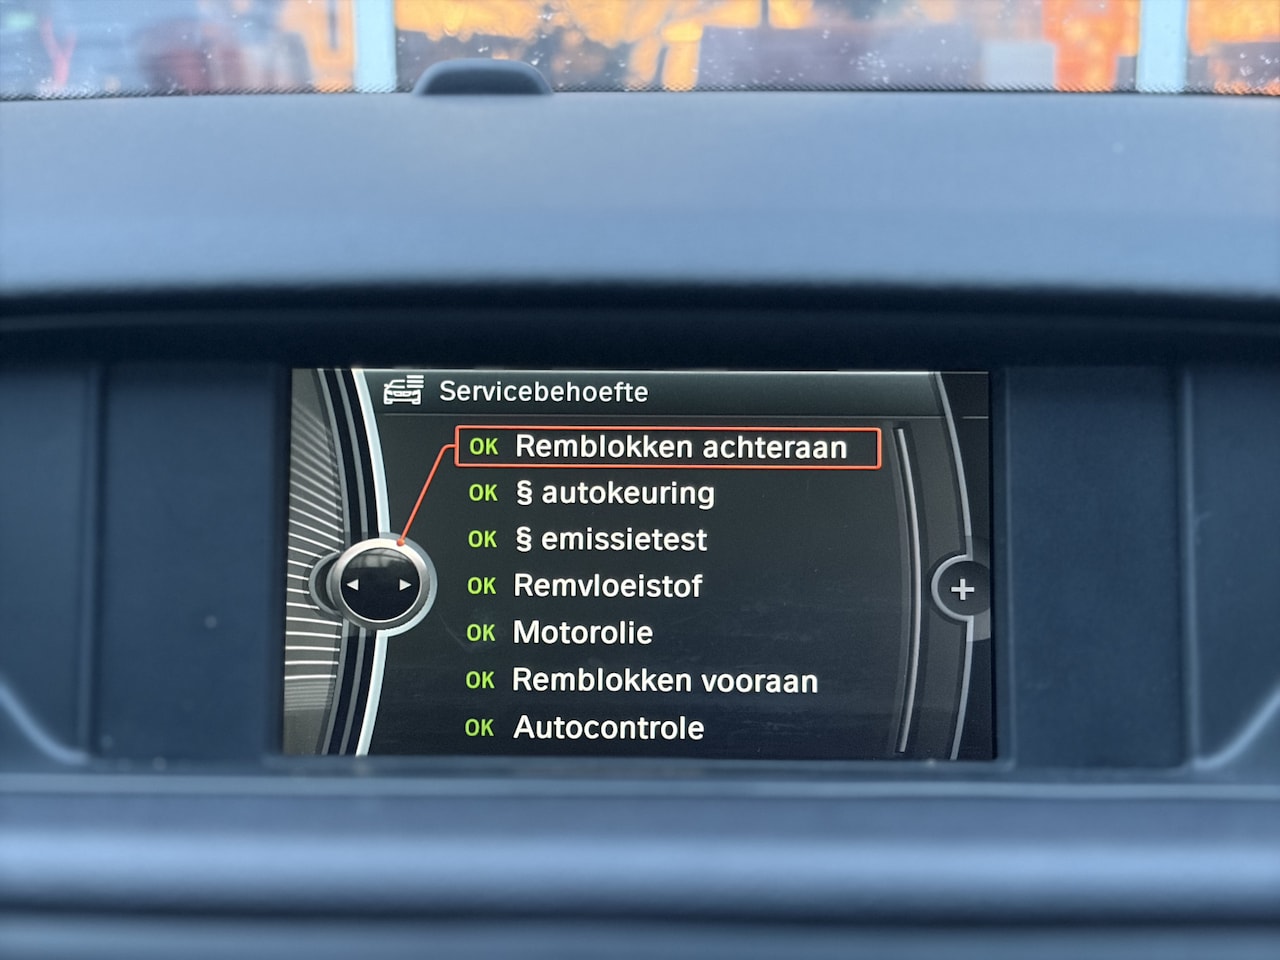 Servicebehoefte
OK Remblokken achteraan
OK § autokeuring
OK § emissietest
OK Remvloeistof
OK Motorolie
OK Remblokken vooraan
OK Autocontrole